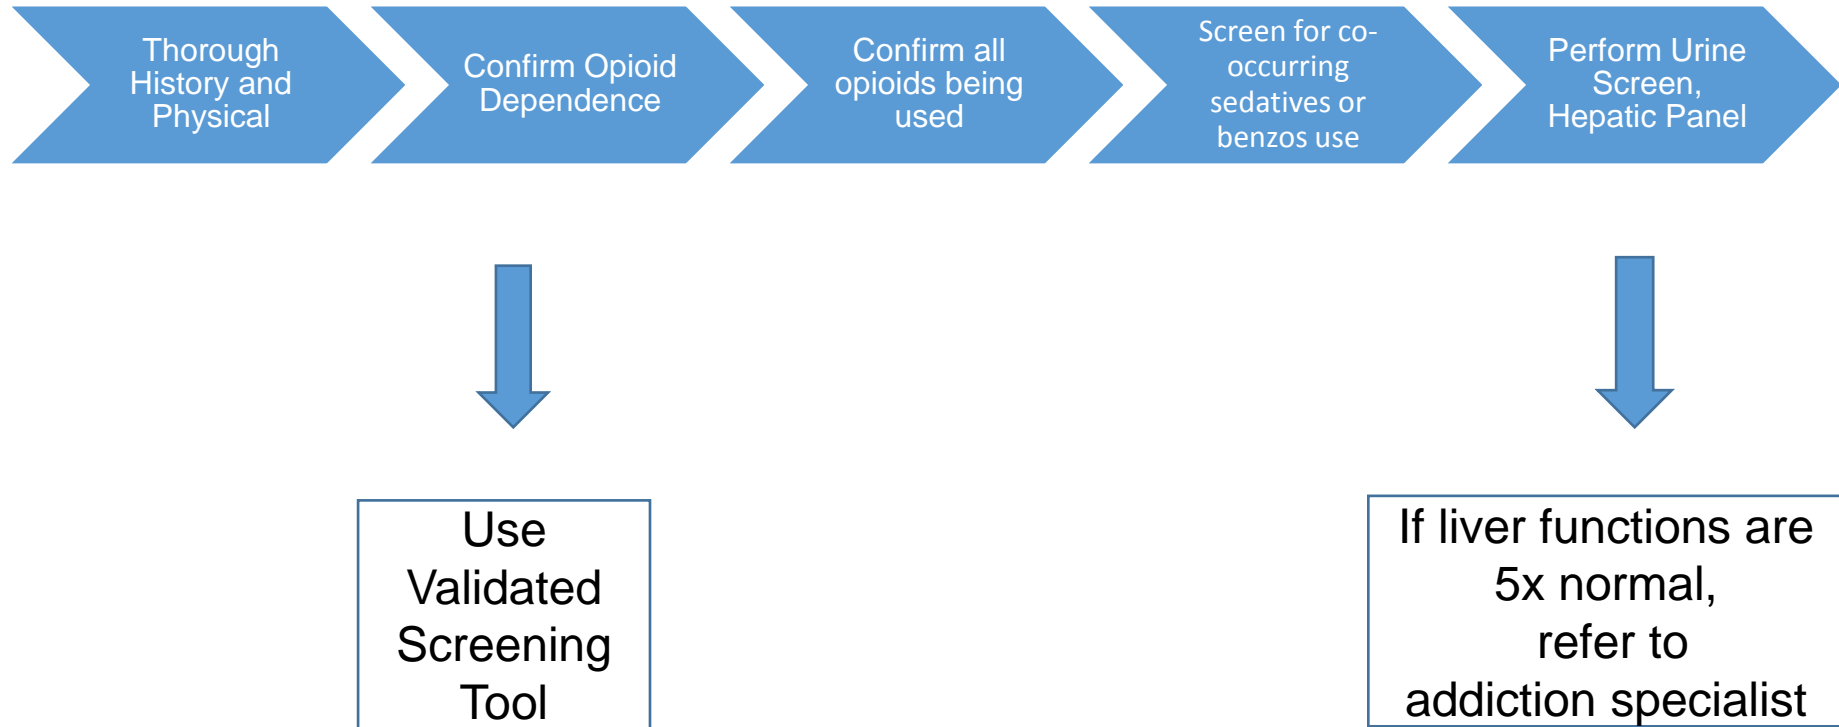 Thorough
History and
Physical
Confirm Opioid
Dependence
Confirm all
opioids being
used
Screen for co-
occurring
sedatives or
benzos use
Perform Urine
Screen,
Hepatic Panel
Use
Validated
Screening
Tool
If liver functions are
5x normal,
refer to
addiction specialist